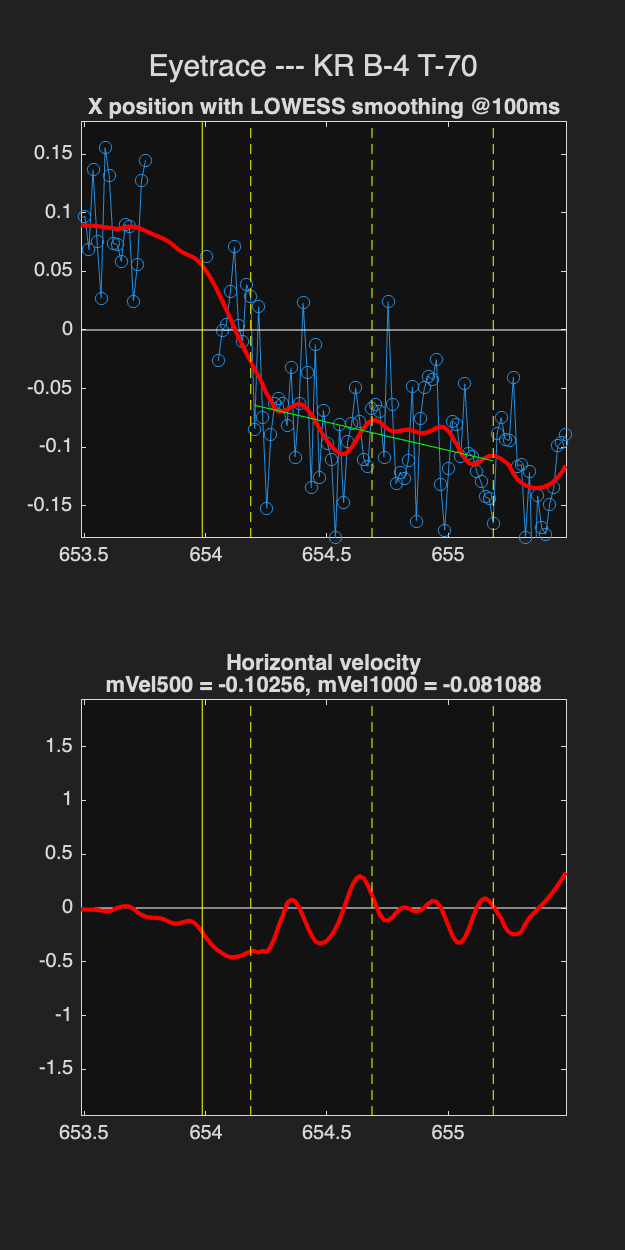 Eyetrace --- KR B-4 T-70
X position with LOWESS smoothing @100ms
0.15
0.1
0.05
0
-0.05
-0.1
-0.15
653.5 654 654.5 655
Horizontal velocity
mVel500 = -0.10256, mVel1000 = -0.081088
1.5
1
0.5
0
-0.5
-1
-1.5
653.5 654 654.5 655